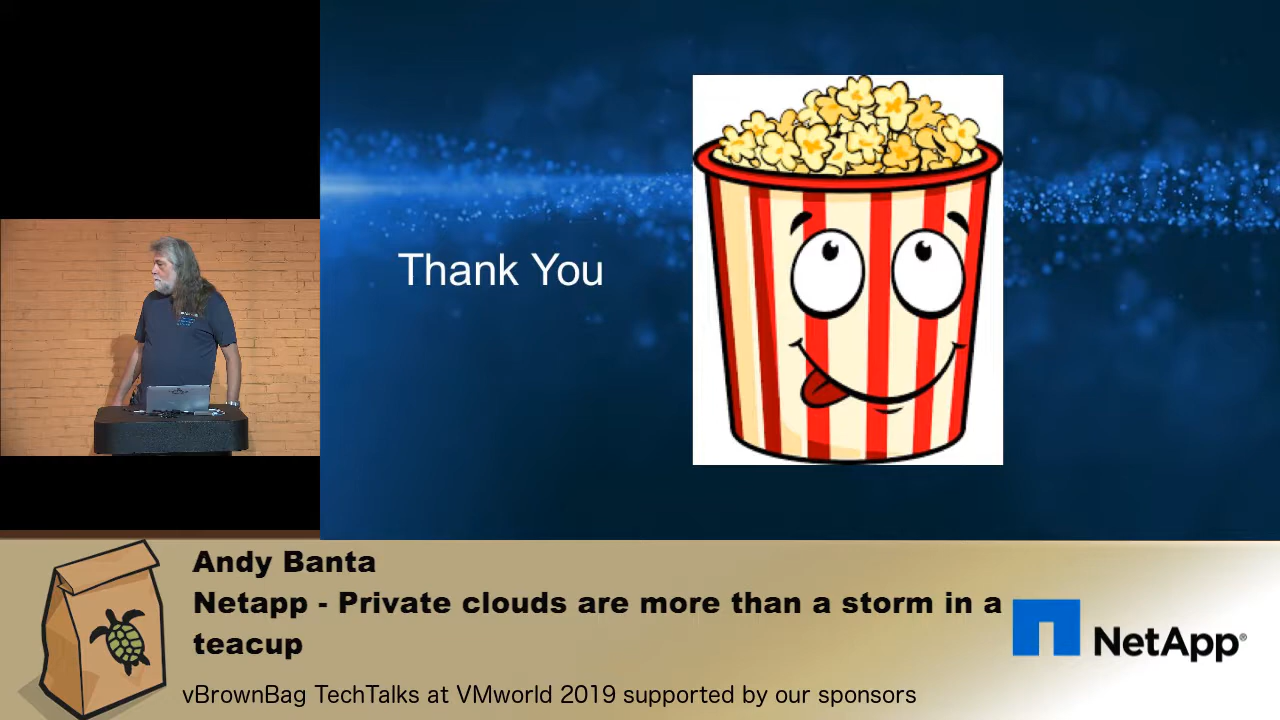 Thank You
Andy Banta
Netapp - Private clouds are more than a storm in a
teacup
NetApp®
vBrownBag TechTalks at VMworld 2019 supported by our sponsors